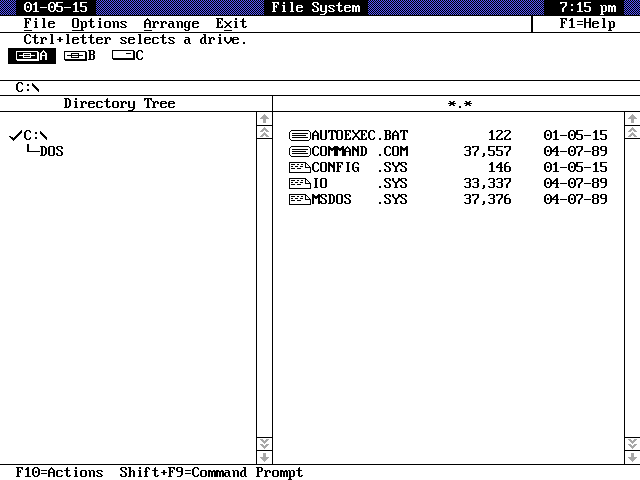 01-05-15 File System 7:15 pm
File Options Arrange Exit F1=Help
Ctrl+letter selects a drive.
A B C
C:\
Directory Tree *.*
C:\ AUTOEXEC.BAT 122 01-05-15
DOS COMMAND .COM 37,557 04-07-89
CONFIG .SYS 146 01-05-15
IO .SYS 33,337 04-07-89
MSDOS .SYS 37,376 04-07-89
F10=Actions Shift+F9=Command Prompt